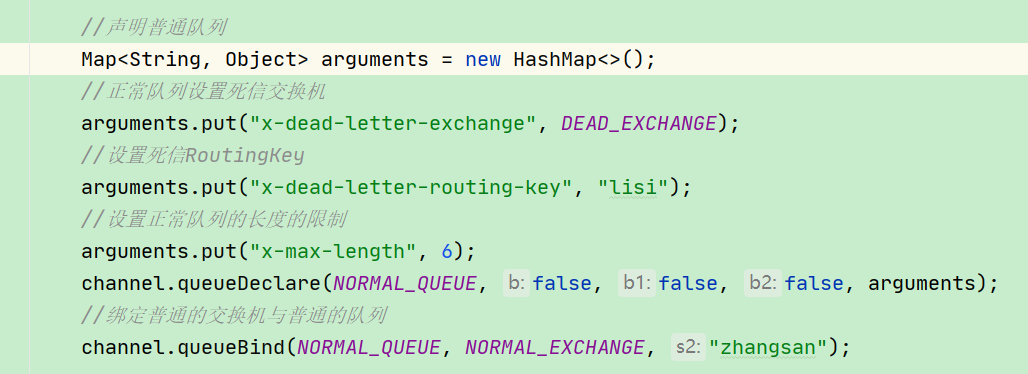 //声明普通队列
Map<String, Object> arguments = new HashMap<>();
//正常队列设置死信交换机
arguments.put("x-dead-letter-exchange", DEAD_EXCHANGE);
//设置死信RoutingKey
arguments.put("x-dead-letter-routing-key", "lisi");
//设置正常队列的长度的限制
arguments.put("x-max-length", 6);
channel.queueDeclare(NORMAL_QUEUE, b: false, b1: false, b2: false, arguments);
//绑定普通的交换机与普通的队列
channel.queueBind(NORMAL_QUEUE, NORMAL_EXCHANGE, s2: "zhangsan");